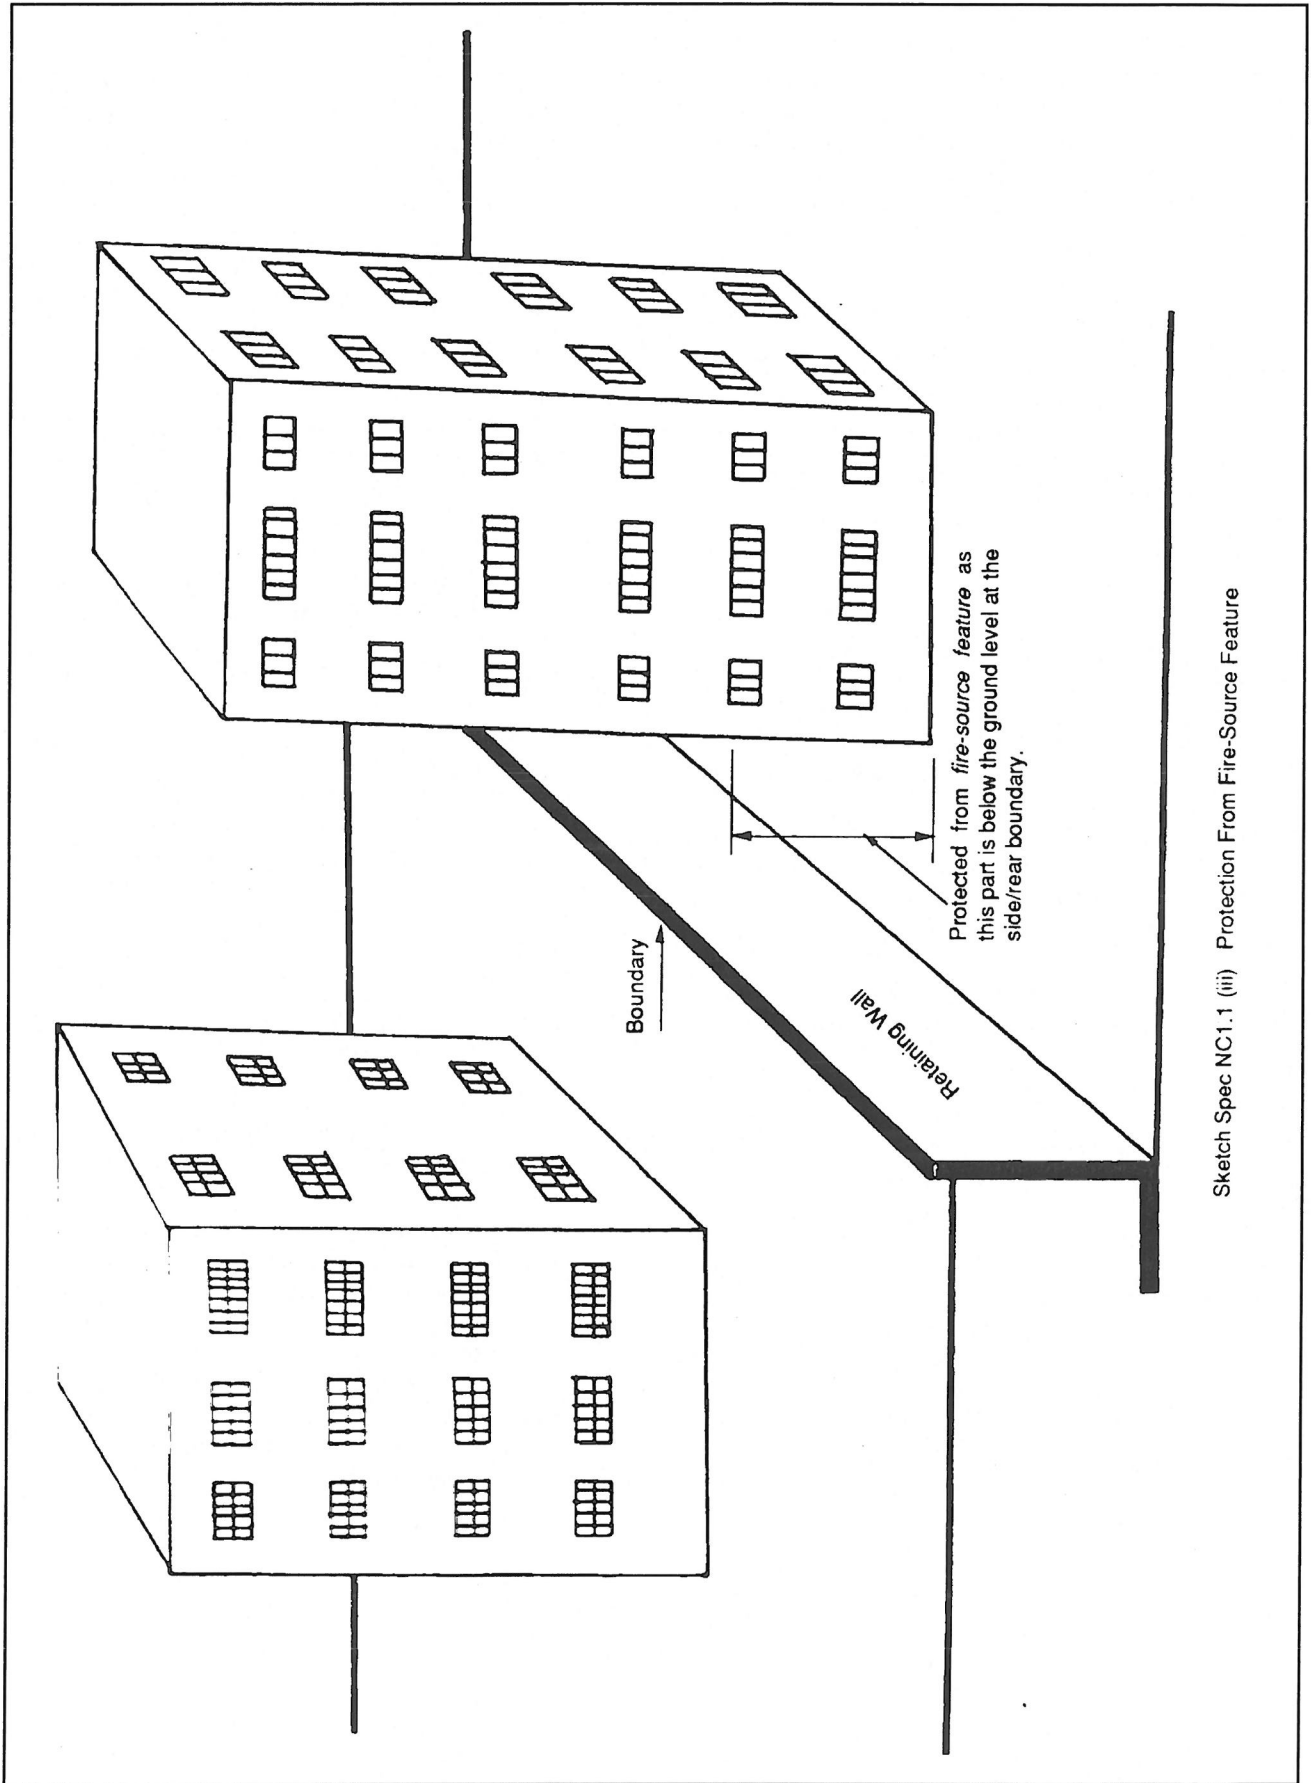 Boundary
Retaining Wall
Protected from fire-source feature as
this part is below the ground level at the
side/rear boundary.
Sketch Spec NC1.1 (iii) Protection From Fire-Source Feature